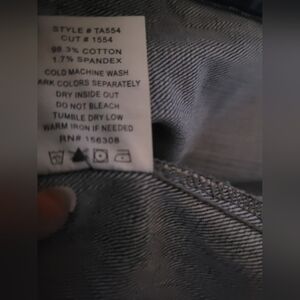 STYLE # TA554
CUT # 1554
98.3% COTTON
1.7% SPANDEX
COLD MACHINE WASH
ARK COLORS SEPARATELY
DRY INSIDE OUT
DO NOT BLEACH
TUMBLE DRY LOW
WARM IRON IF NEEDED
RN# 156308